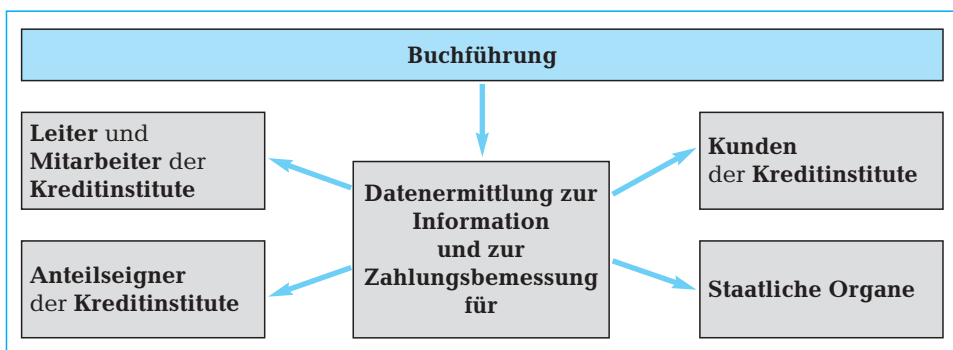 Buchführung
Leiter und
Mitarbeiter der
Kreditinstitute
Kunden
der Kreditinstitute
Datenermittlung zur
Information
und zur
Zahlungsbemessung
für
Anteilseigner
der Kreditinstitute
Staatliche Organe